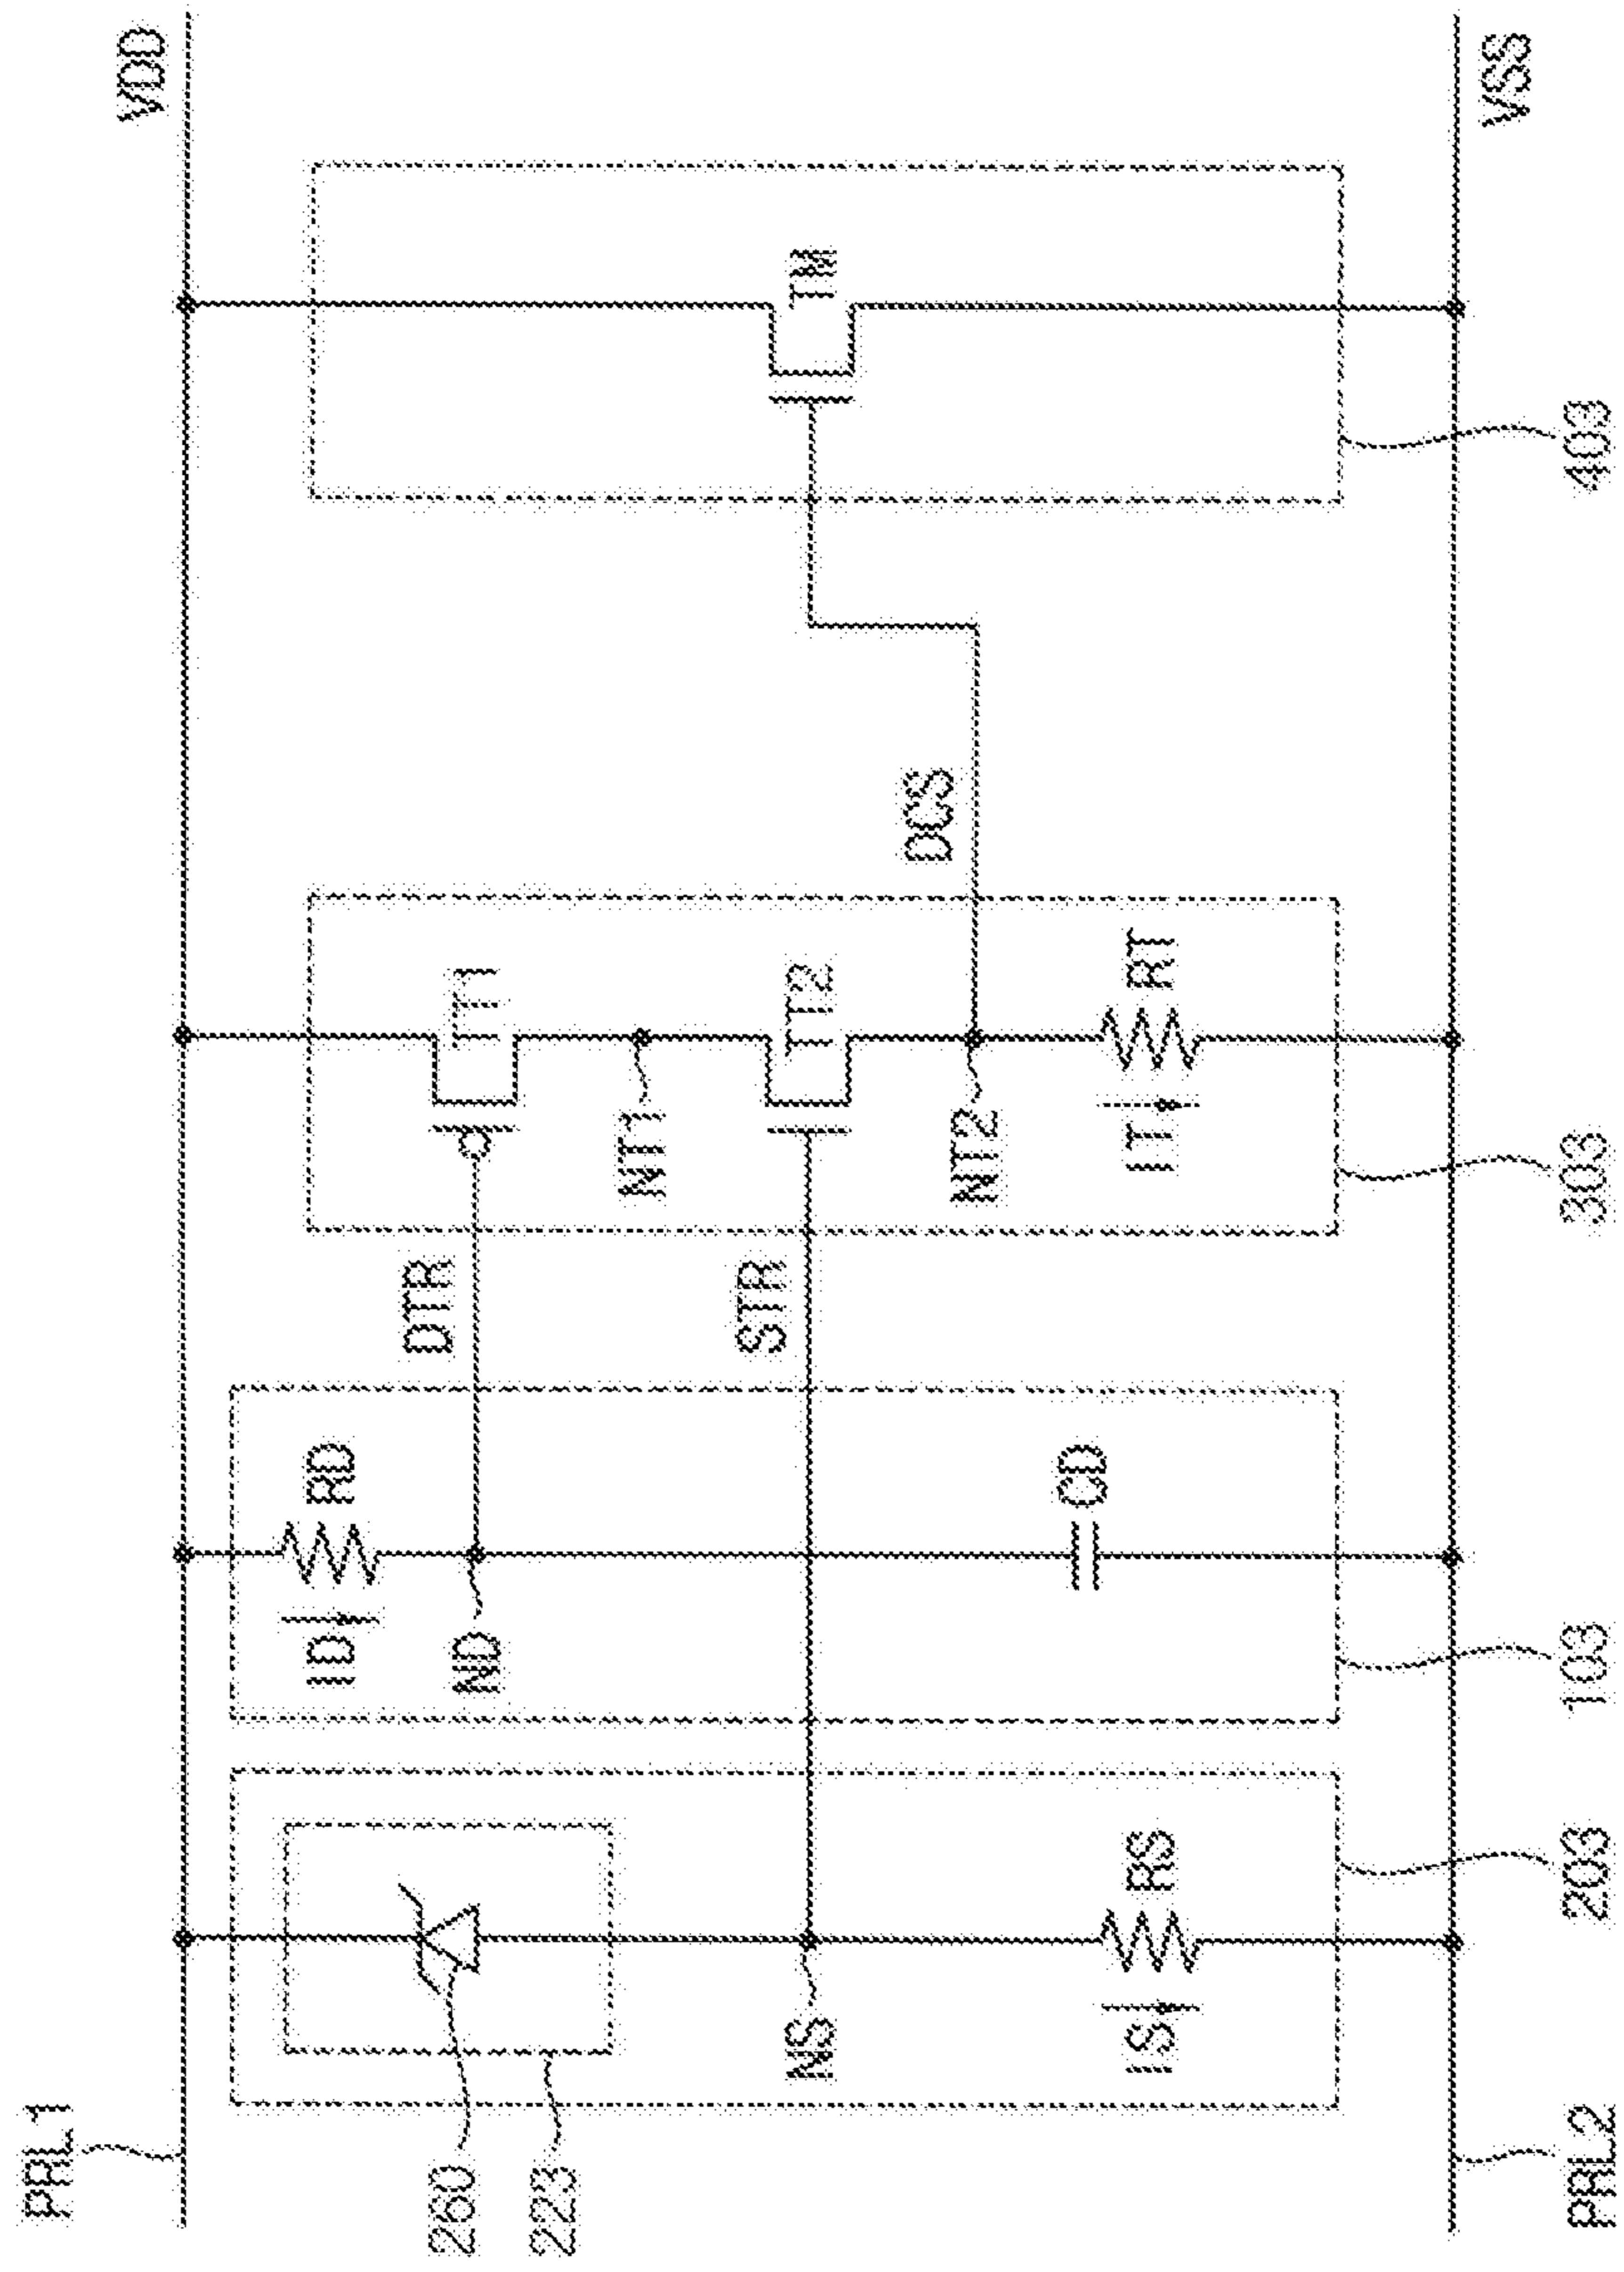 PRL1
VDD
ID
RD
DTR
260
ND
TT1
223
NT1
STR
NS
TT2
TM
DCS
NT2
CD
IS
RS
IT
RT
VSS
PRL2
203
103
303
403